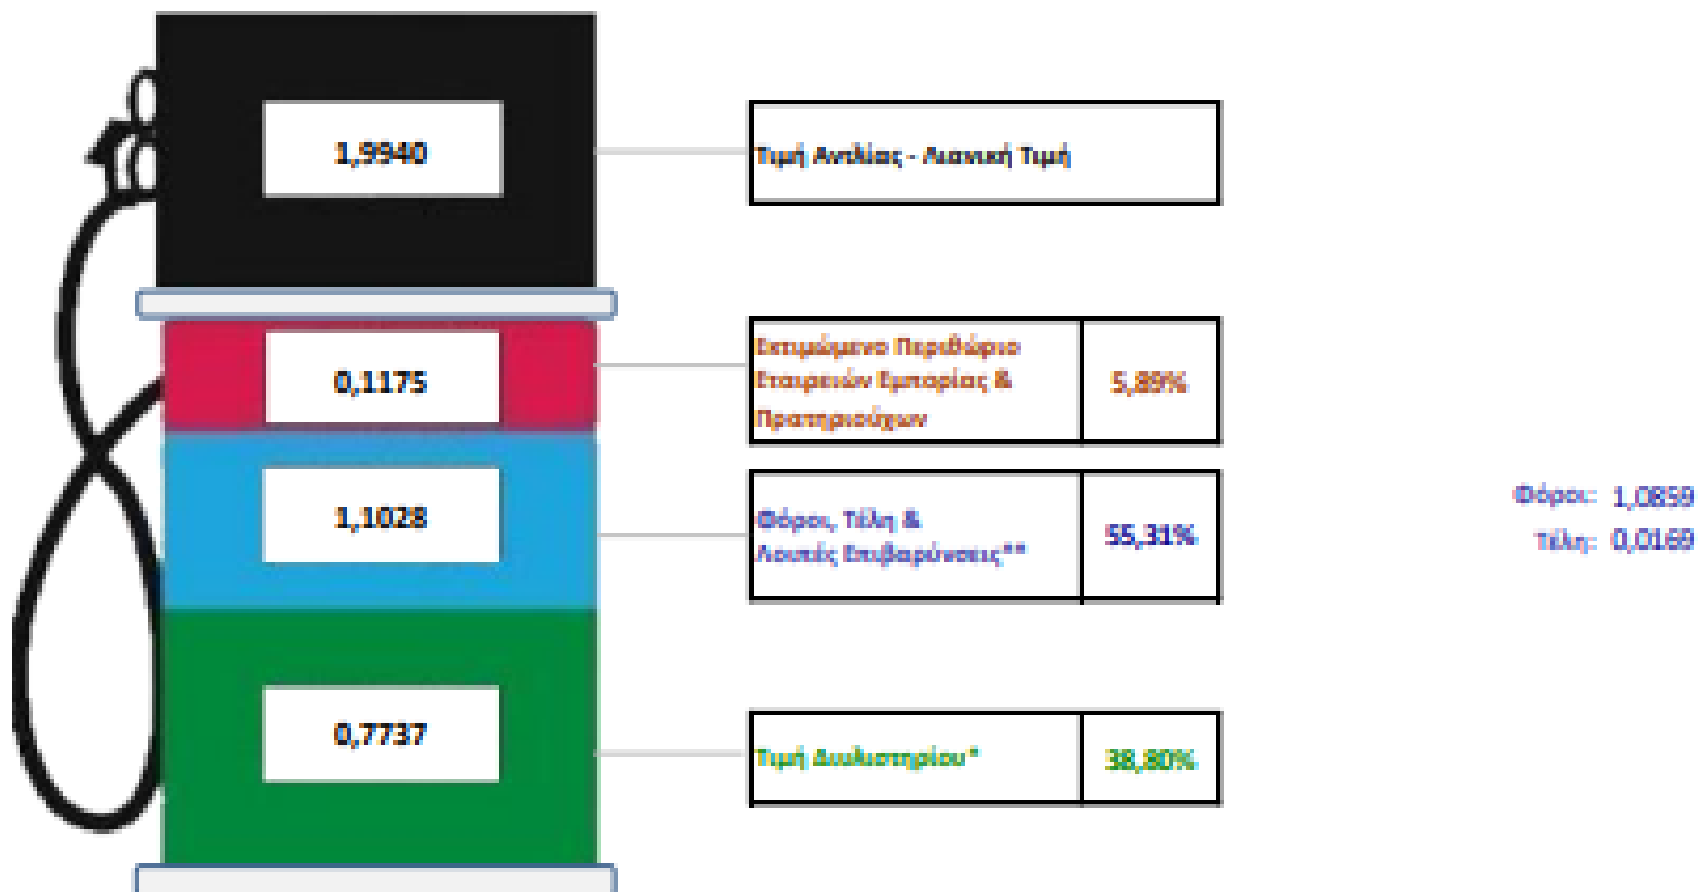 1,9940
Τιμή Αντλίας - Λιανική Τιμή
0,1175
Εκτιμώμενο Περιθώριο
Εταιρειών Εμπορίας &
Πρατηριούχων
5,89%
1,1028
Φόροι, Τέλη &
Λοιπές Επιβαρύνσεις**
55,31%
Φόροι: 1,0859
Τέλη: 0,0169
0,7737
Τιμή Διυλιστηρίου*
38,80%